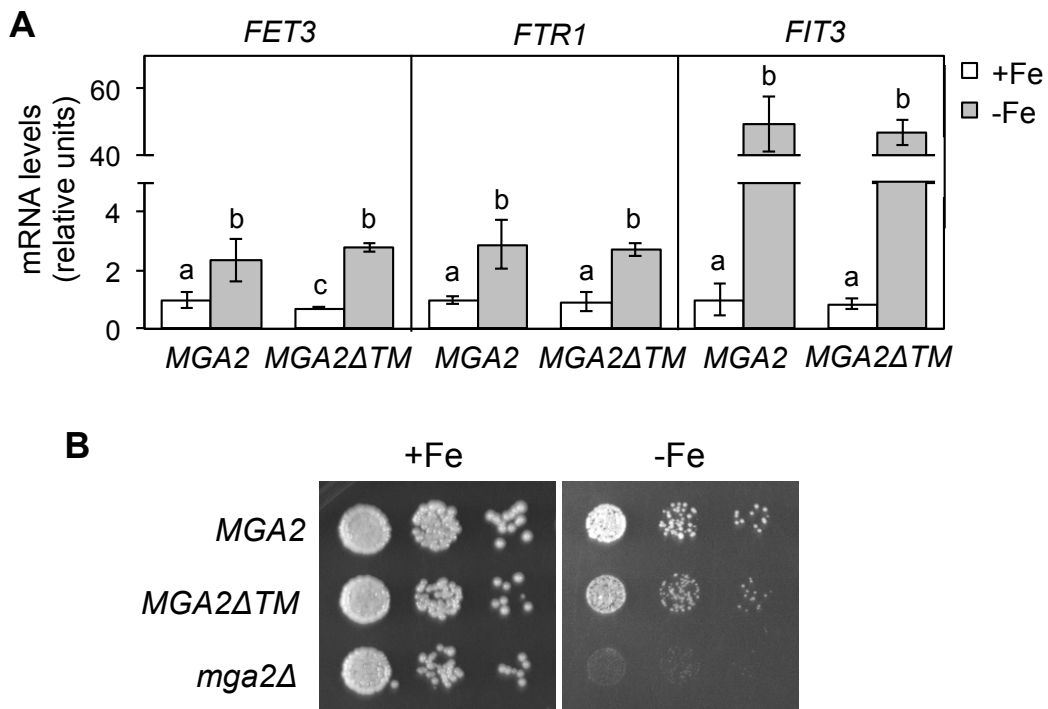 A
FET3 FTR1 FIT3
+Fe
-Fe
mRNA levels
(relative units)
60
40
4
2
0
a b c b a b a b a b a b
MGA2 MGA2ΔTM MGA2 MGA2ΔTM MGA2 MGA2ΔTM
B
+Fe -Fe
MGA2
MGA2ΔTM
mga2Δ